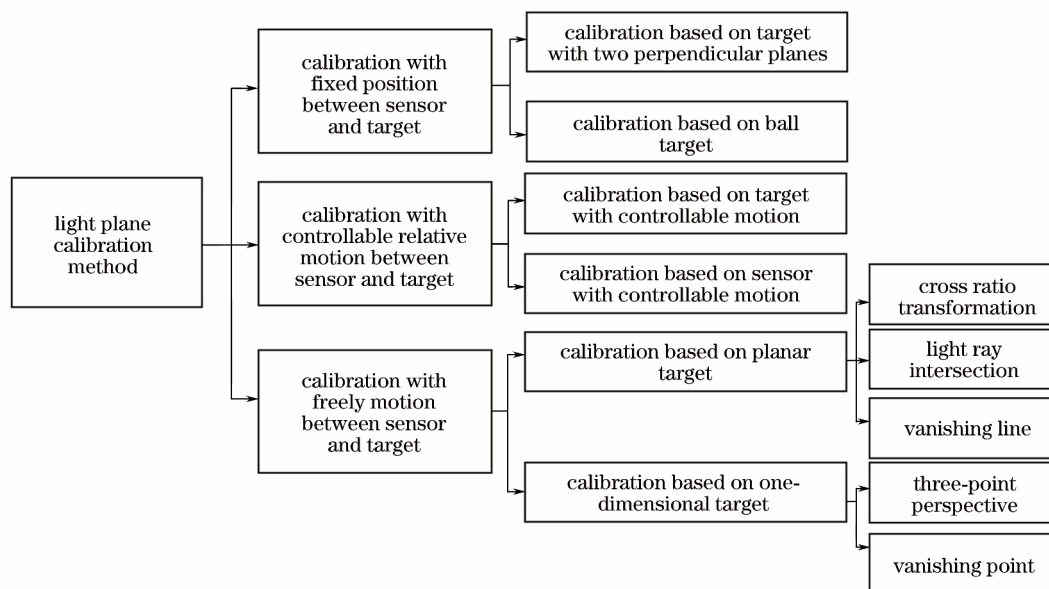 light plane
calibration
method
calibration with
fixed position
between sensor
and target
calibration based on target
with two perpendicular planes
calibration based on ball
target
calibration with
controllable relative
motion between
sensor and target
calibration based on target
with controllable motion
calibration based on sensor
with controllable motion
calibration with
freely motion
between sensor
and target
calibration based on planar
target
cross ratio
transformation
light ray
intersection
vanishing line
calibration based on one-
dimensional target
three-point
perspective
vanishing point